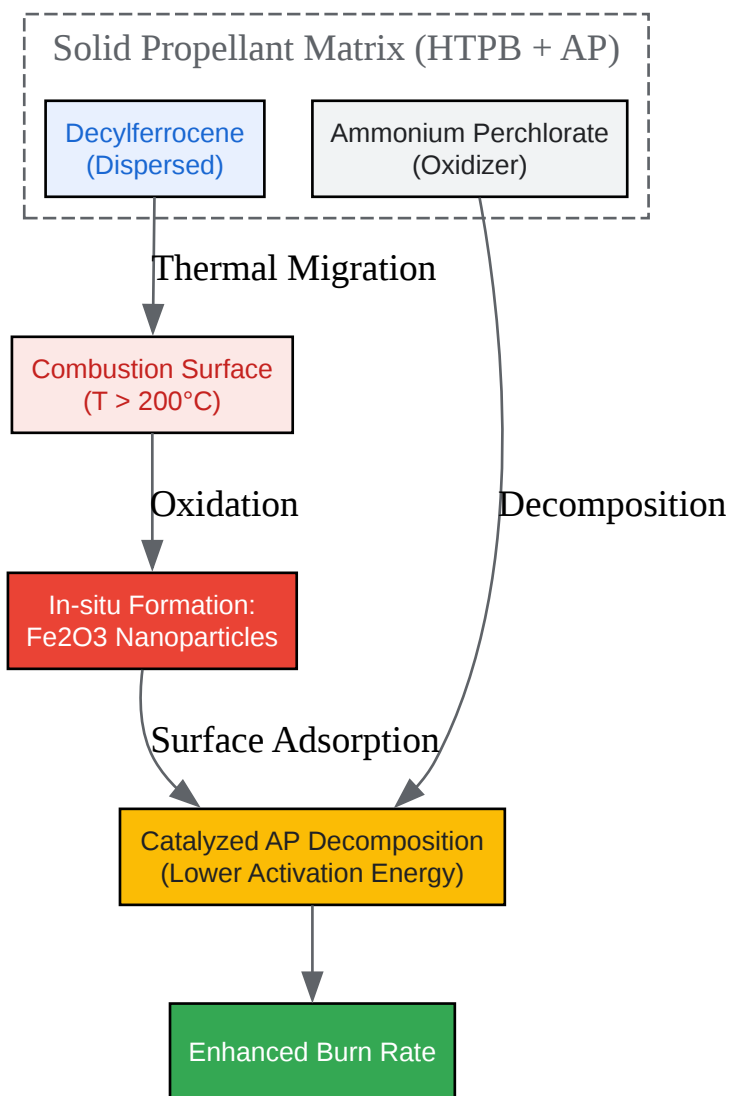 Solid Propellant Matrix (HTPB + AP)
Decylferrocene
(Dispersed)
Ammonium Perchlorate
(Oxidizer)
Thermal Migration
Combustion Surface
(T > 200°C)
Oxidation
Decomposition
In-situ Formation:
Fe2O3 Nanoparticles
Surface Adsorption
Catalyzed AP Decomposition
(Lower Activation Energy)
Enhanced Burn Rate